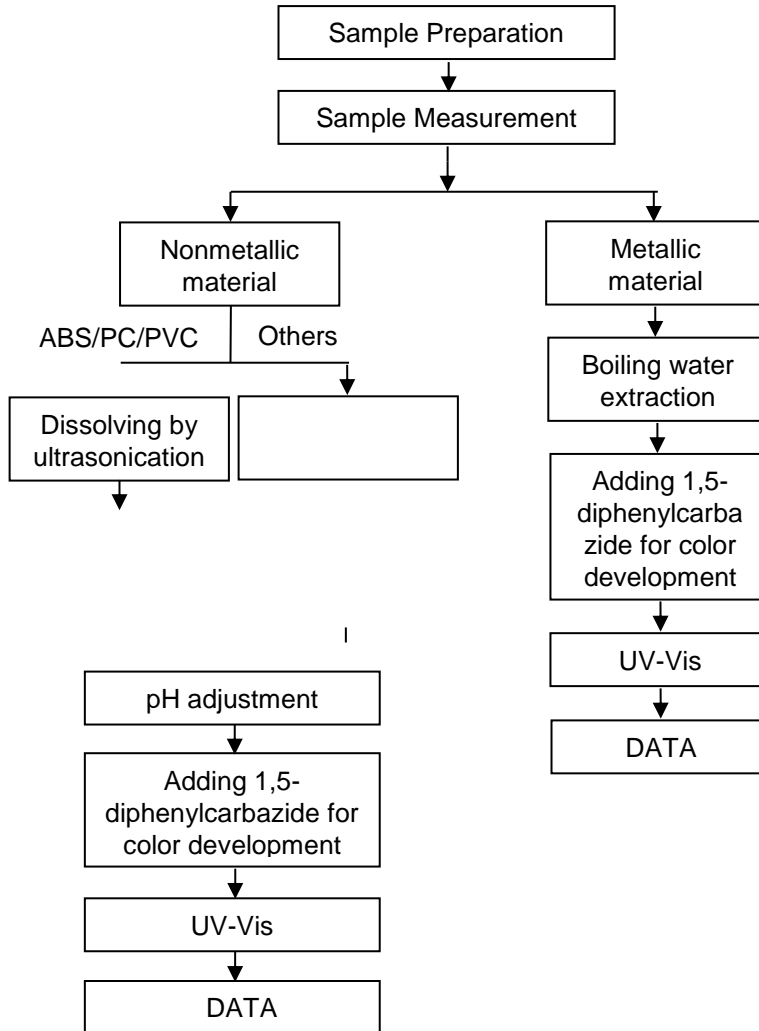 Sample Preparation
Sample Measurement
Nonmetallic
material
ABS/PC/PVC
Others
Dissolving by
ultrasonication
pH adjustment
Adding 1,5-
diphenylcarbazide for
color development
UV-Vis
DATA
Metallic
material
Boiling water
extraction
Adding 1,5-
diphenylcarba
zide for color
development
UV-Vis
DATA